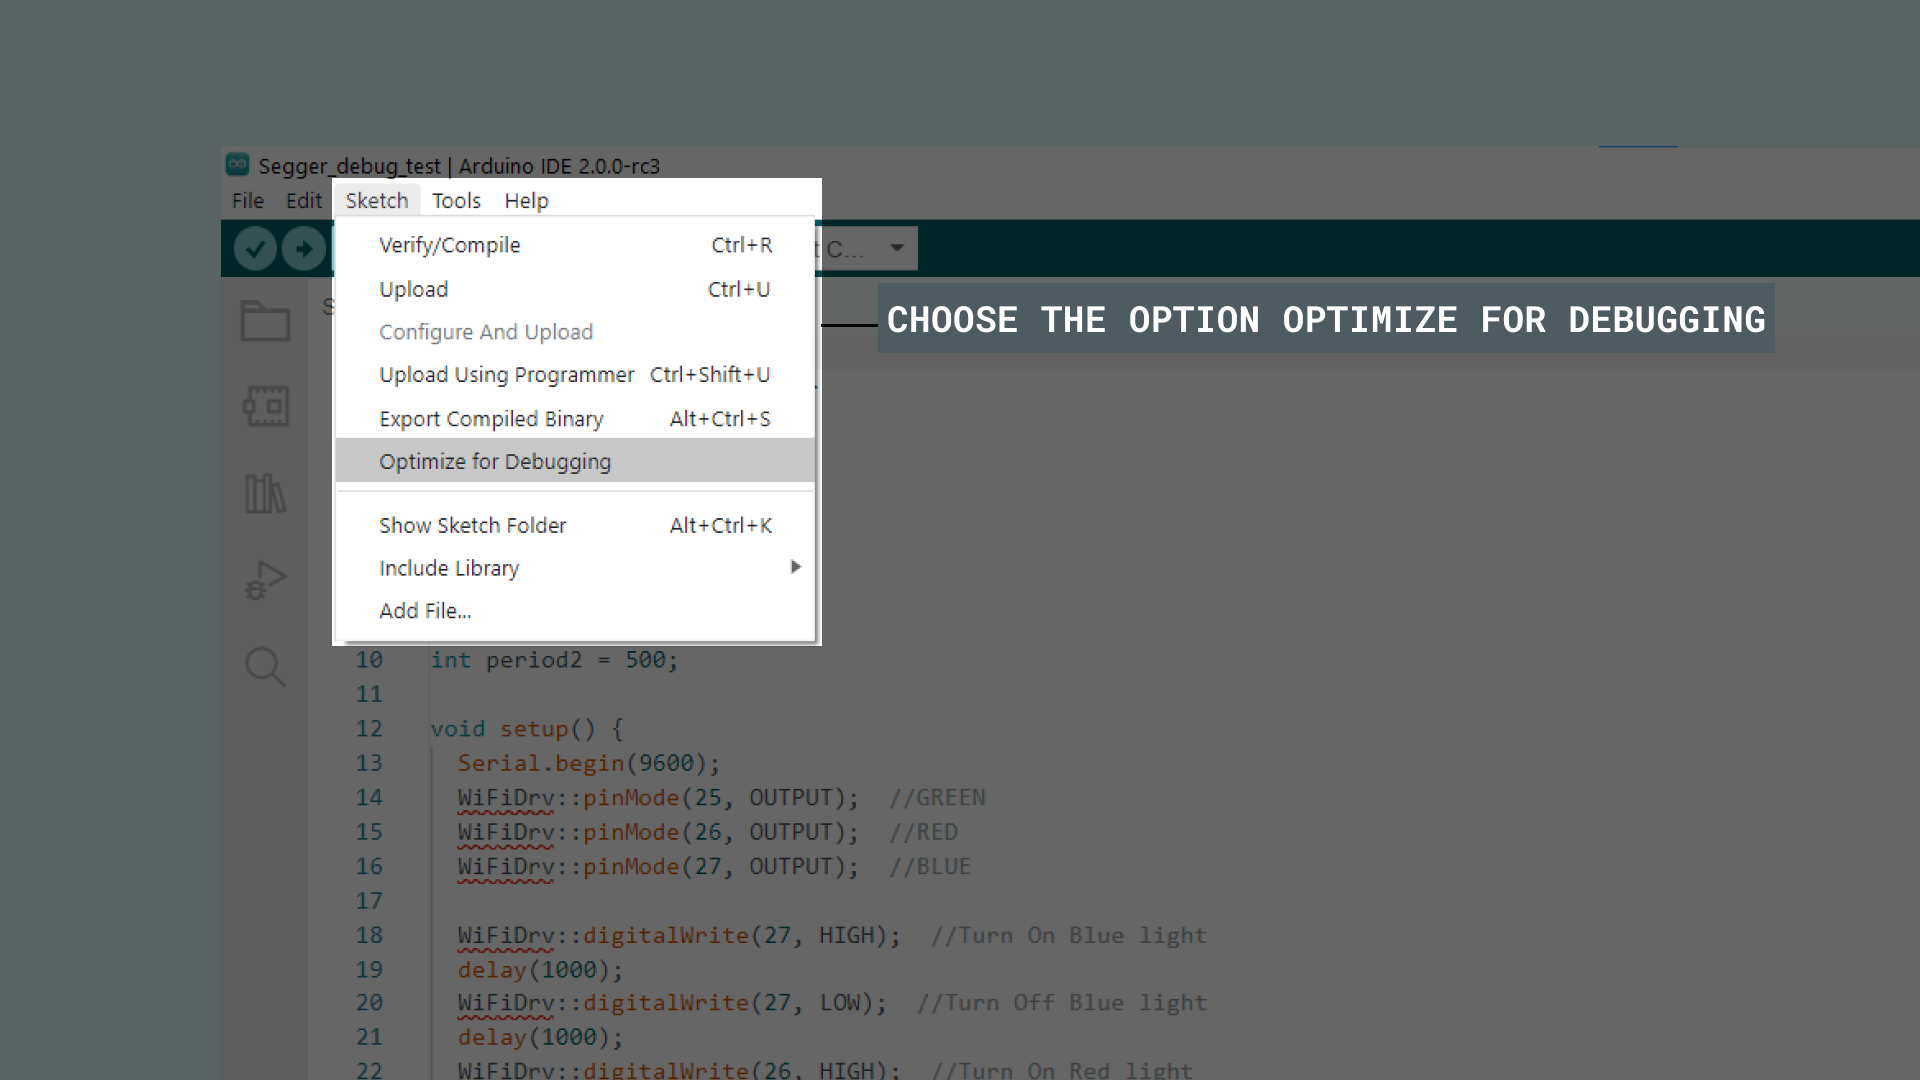 Segger_debug_test | Arduino IDE 2.0.0-rc3
File Edit Sketch Tools Help
Verify/Compile Ctrl+R
t C...
Upload Ctrl+U
S
CHOOSE THE OPTION OPTIMIZE FOR DEBUGGING
Configure And Upload
Upload Using Programmer Ctrl+Shift+U
Export Compiled Binary Alt+Ctrl+S
Optimize for Debugging
Show Sketch Folder Alt+Ctrl+K
Include Library
Add File...
10 int period2 = 500;
11
12 void setup() {
13 Serial.begin(9600);
14 WiFiDrv::pinMode(25, OUTPUT); //GREEN
15 WiFiDrv::pinMode(26, OUTPUT); //RED
16 WiFiDrv::pinMode(27, OUTPUT); //BLUE
17
18 WiFiDrv::digitalWrite(27, HIGH); //Turn On Blue light
19 delay(1000);
20 WiFiDrv::digitalWrite(27, LOW); //Turn Off Blue light
21 delay(1000);
22 WiFiDrv::digitalWrite(26, HIGH); //Turn On Red light